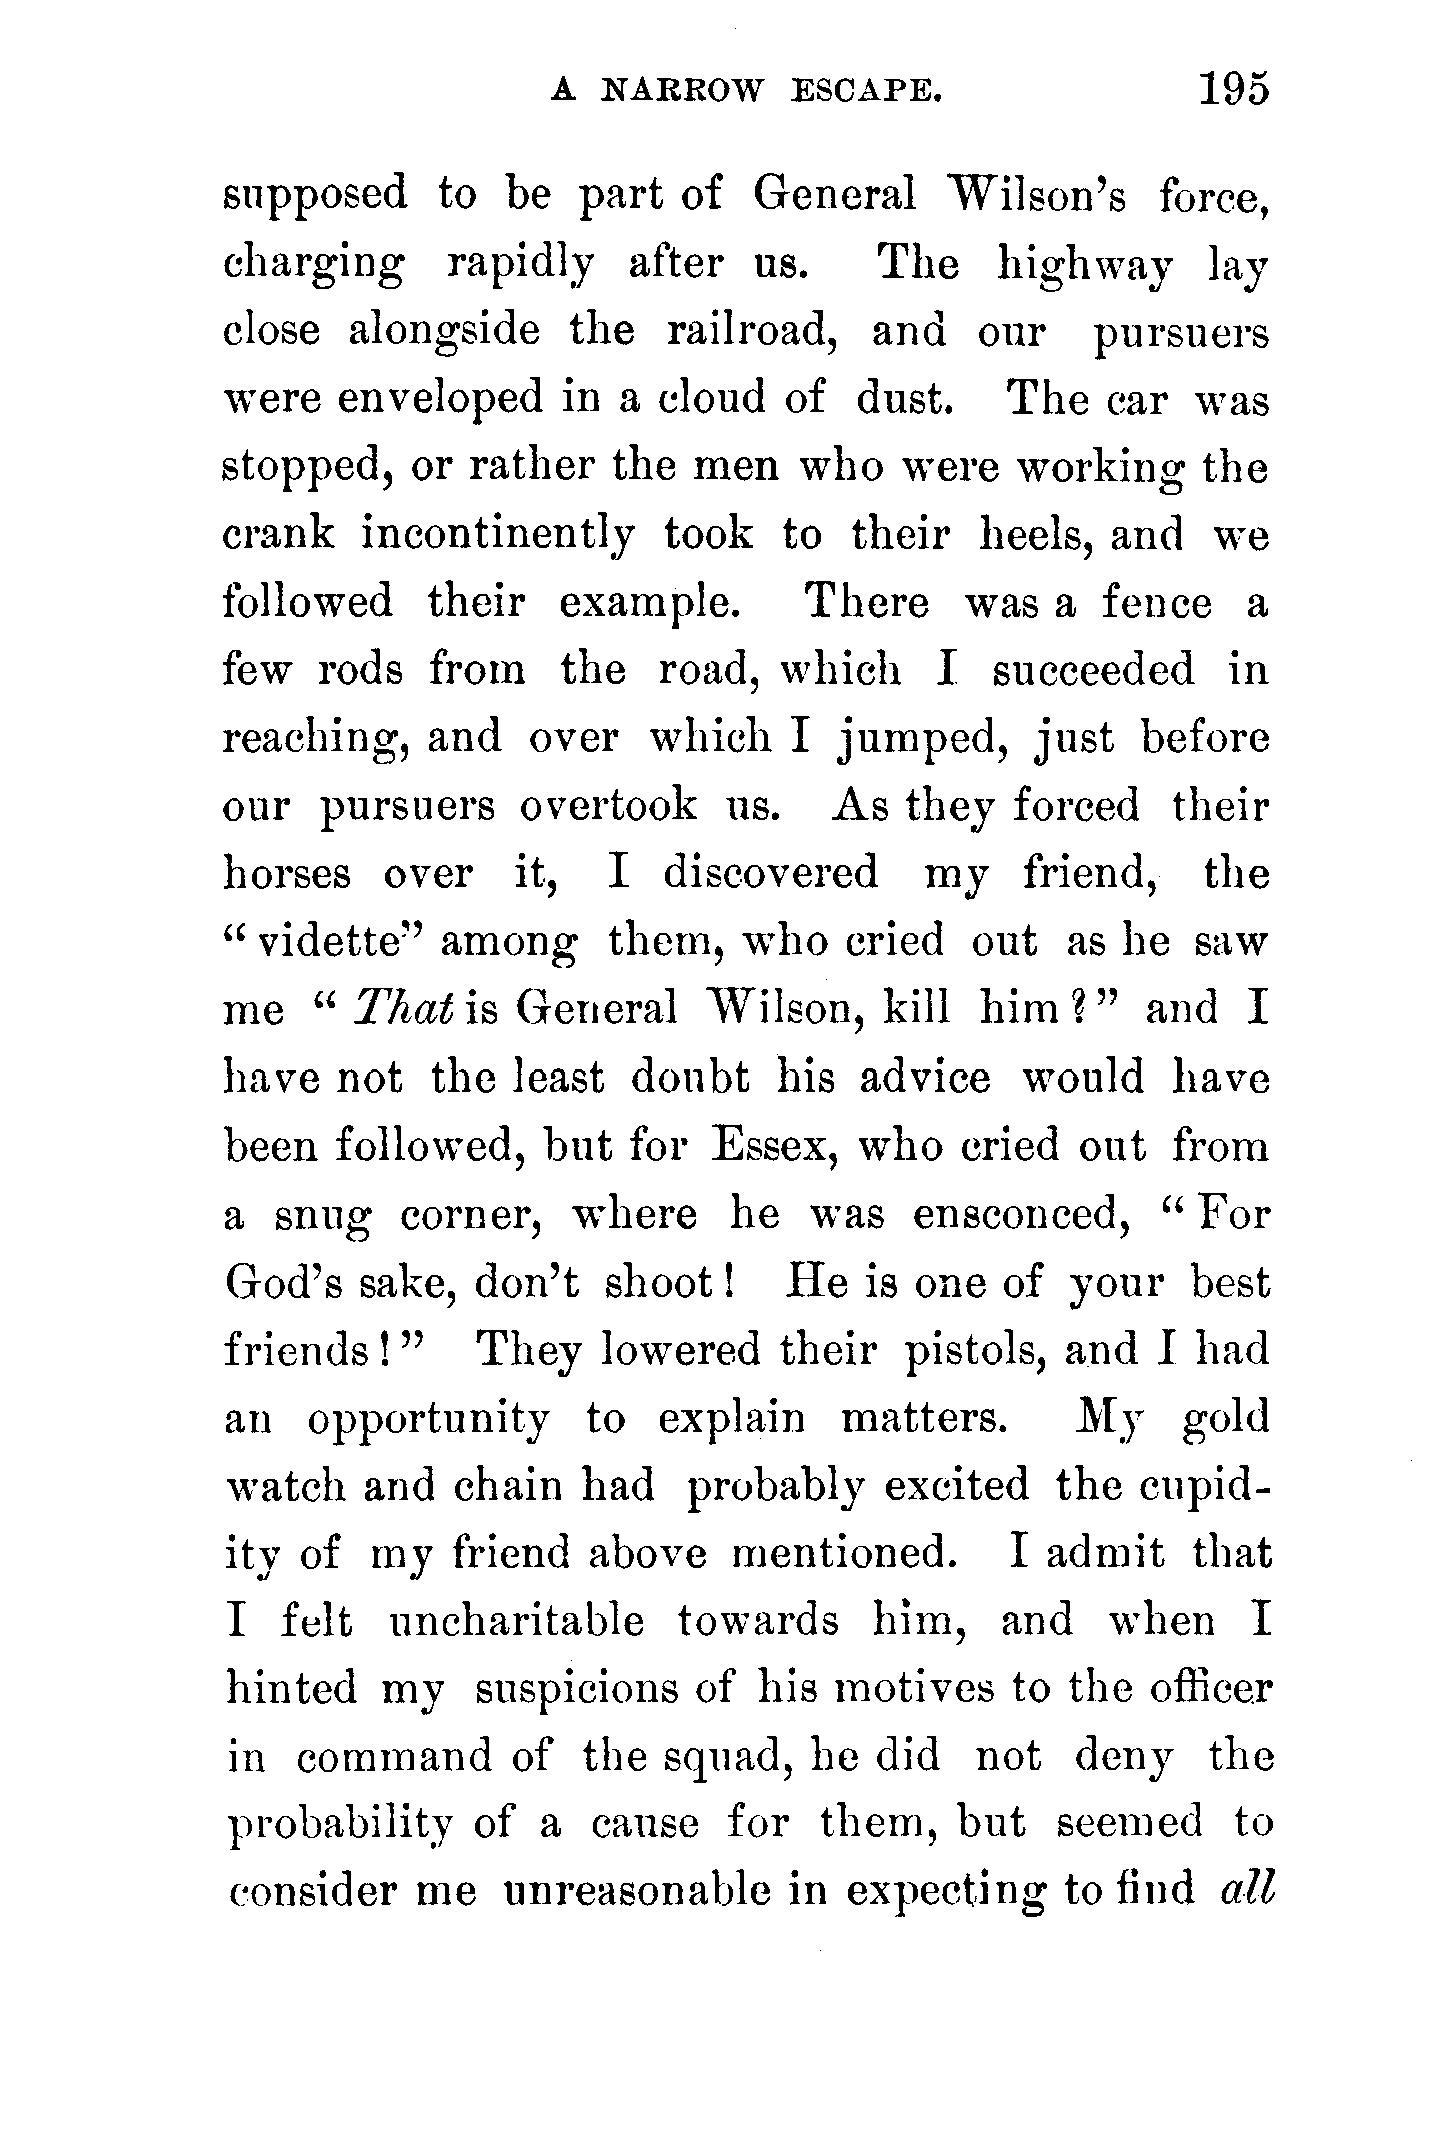 A NARROW ESCAPE. 195
supposed to be part of General Wilson's force,
charging rapidly after us. The highway lay
close alongside the railroad, and our pursuers
were enveloped in a cloud of dust. The car was
stopped, or rather the men who were working the
crank incontinently took to their heels, and we
followed their example. There was a fence a
few rods from the road, which I succeeded in
reaching, and over which I jumped, just before
our pursuers overtook us. As they forced their
horses over it, I discovered my friend, the
" vidette" among them, who cried out as he saw
me " That is General Wilson, kill him ? " and I
have not the least doubt his advice would have
been followed, but for Essex, who cried out from
a snug corner, where he was ensconced, " For
God's sake, don't shoot ! He is one of your best
friends ! " They lowered their pistols, and I had
an opportunity to explain matters. My gold
watch and chain had probably excited the cupid-
ity of my friend above mentioned. I admit that
I felt uncharitable towards him, and when I
hinted my suspicions of his motives to the officer
in command of the squad, he did not deny the
probability of a cause for them, but seemed to
consider me unreasonable in expecting to find all